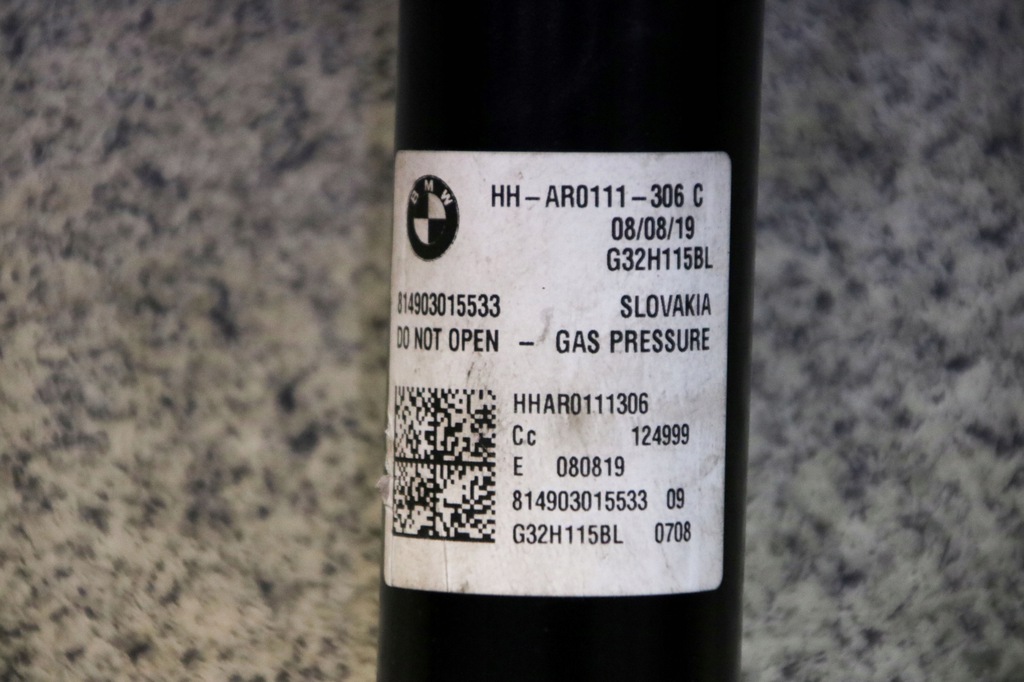 BMW
HH-AR0111-306 C
08/08/19
G32H115BL
814903015533 SLOVAKIA
DO NOT OPEN - GAS PRESSURE
HHAR0111306
Cc 124999
E 080819
814903015533 09
G32H115BL 0708